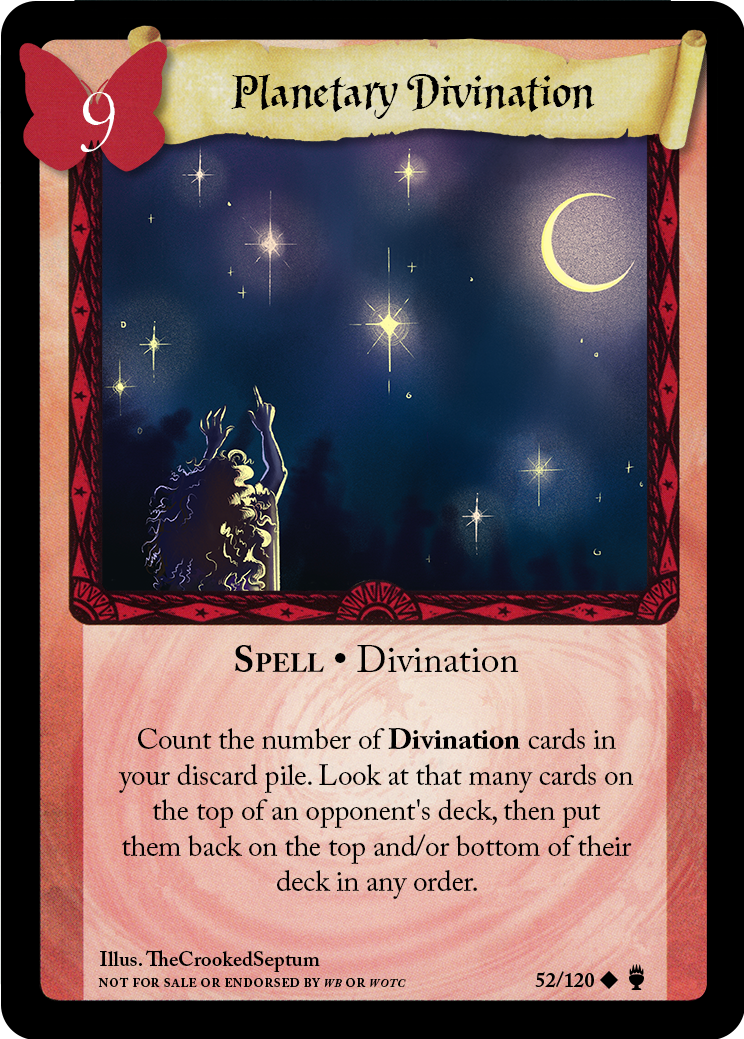 9
Planetary Divination
SPELL • Divination
Count the number of Divination cards in
your discard pile. Look at that many cards on
the top of an opponent's deck, then put
them back on the top and/or bottom of their
deck in any order.
Illus. TheCrookedSeptum
NOT FOR SALE OR ENDORSED BY WB OR WOTC
52/120